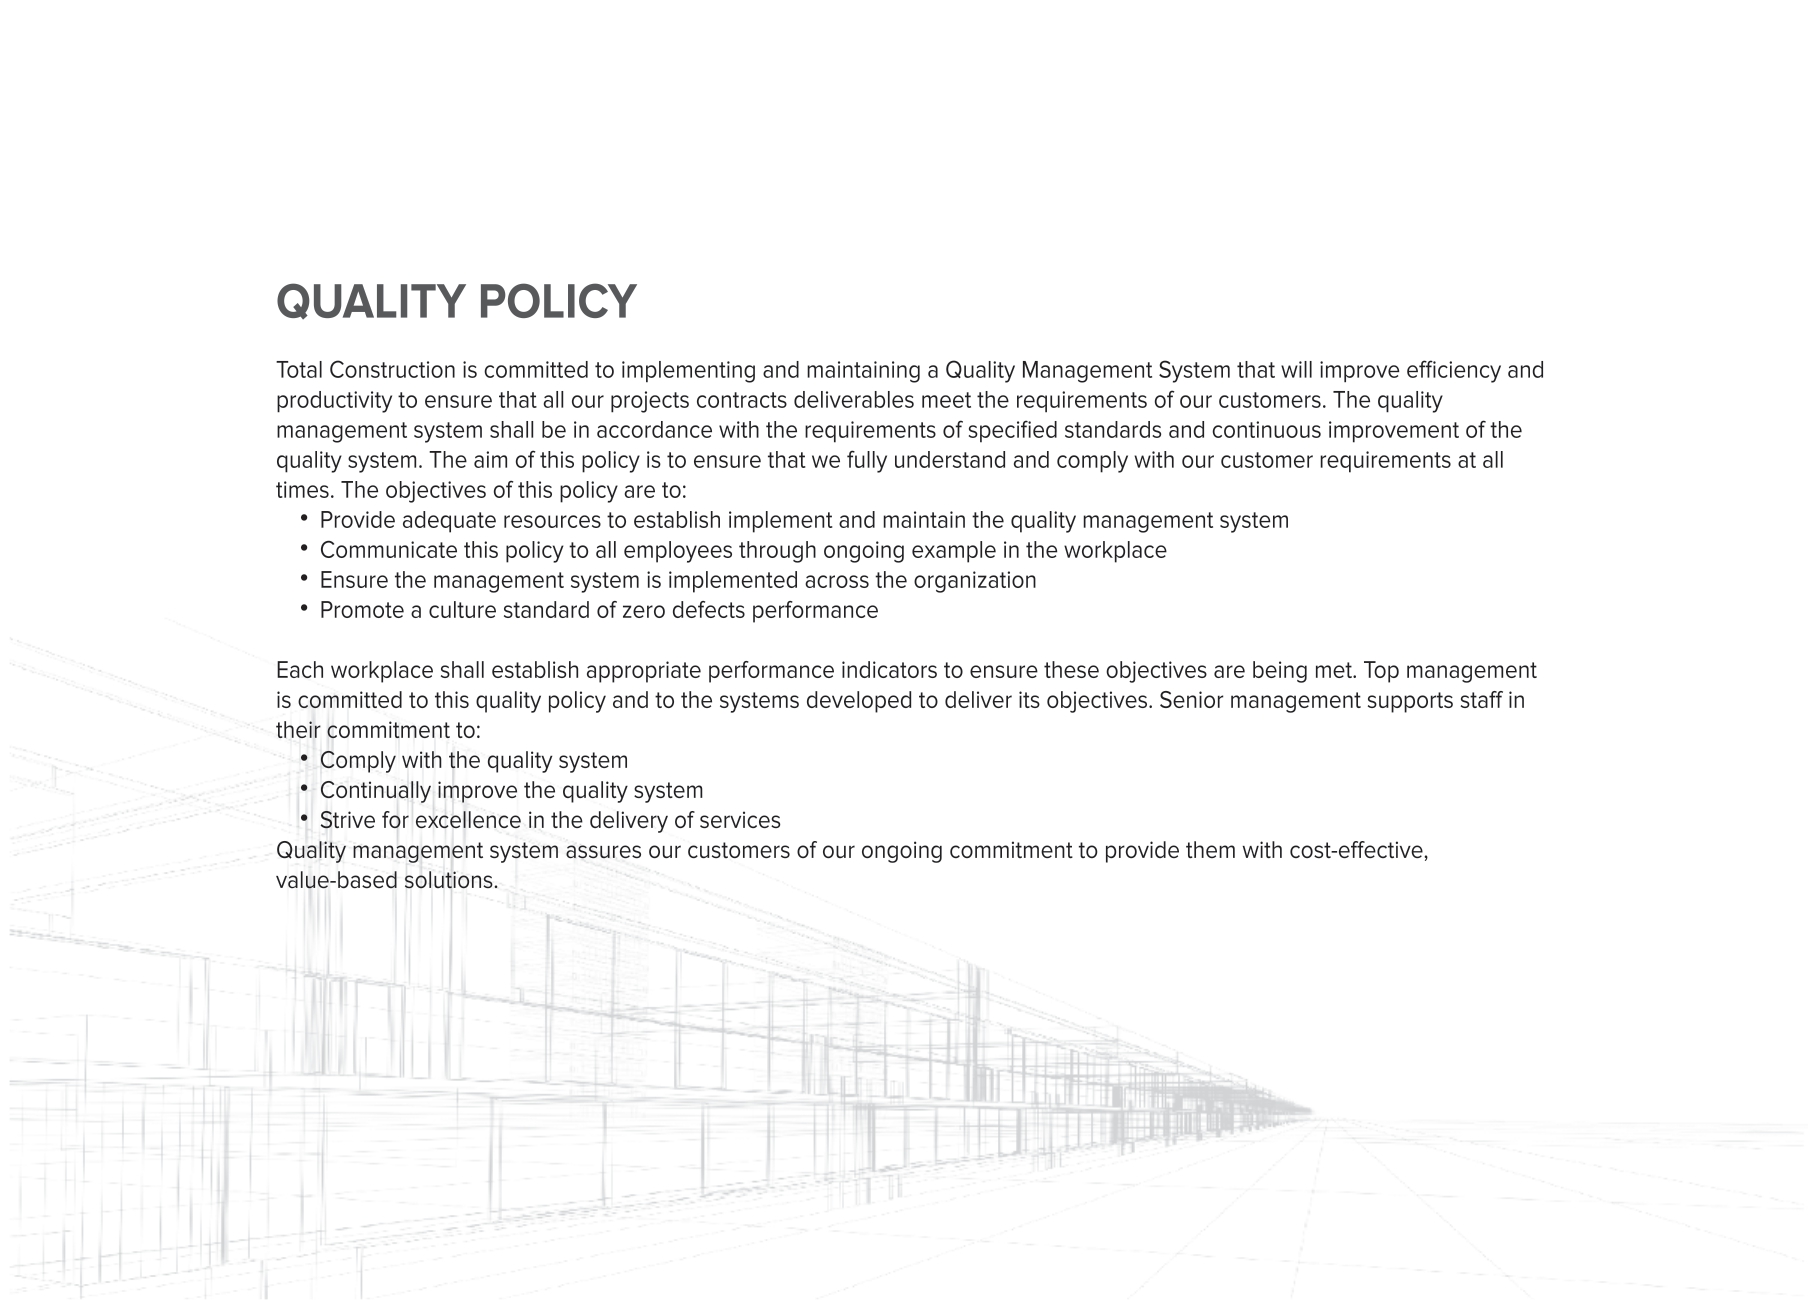 QUALITY POLICY
Total Construction is committed to implementing and maintaining a Quality Management System that will improve efficiency and
productivity to ensure that all our projects contracts deliverables meet the requirements of our customers. The quality
management system shall be in accordance with the requirements of specified standards and continuous improvement of the
quality system. The aim of this policy is to ensure that we fully understand and comply with our customer requirements at all
times. The objectives of this policy are to:
• Provide adequate resources to establish implement and maintain the quality management system
• Communicate this policy to all employees through ongoing example in the workplace
• Ensure the management system is implemented across the organization
• Promote a culture standard of zero defects performance
Each workplace shall establish appropriate performance indicators to ensure these objectives are being met. Top management
is committed to this quality policy and to the systems developed to deliver its objectives. Senior management supports staff in
their commitment to:
• Comply with the quality system
• Continually improve the quality system
• Strive for excellence in the delivery of services
Quality management system assures our customers of our ongoing commitment to provide them with cost-effective,
value-based solutions.